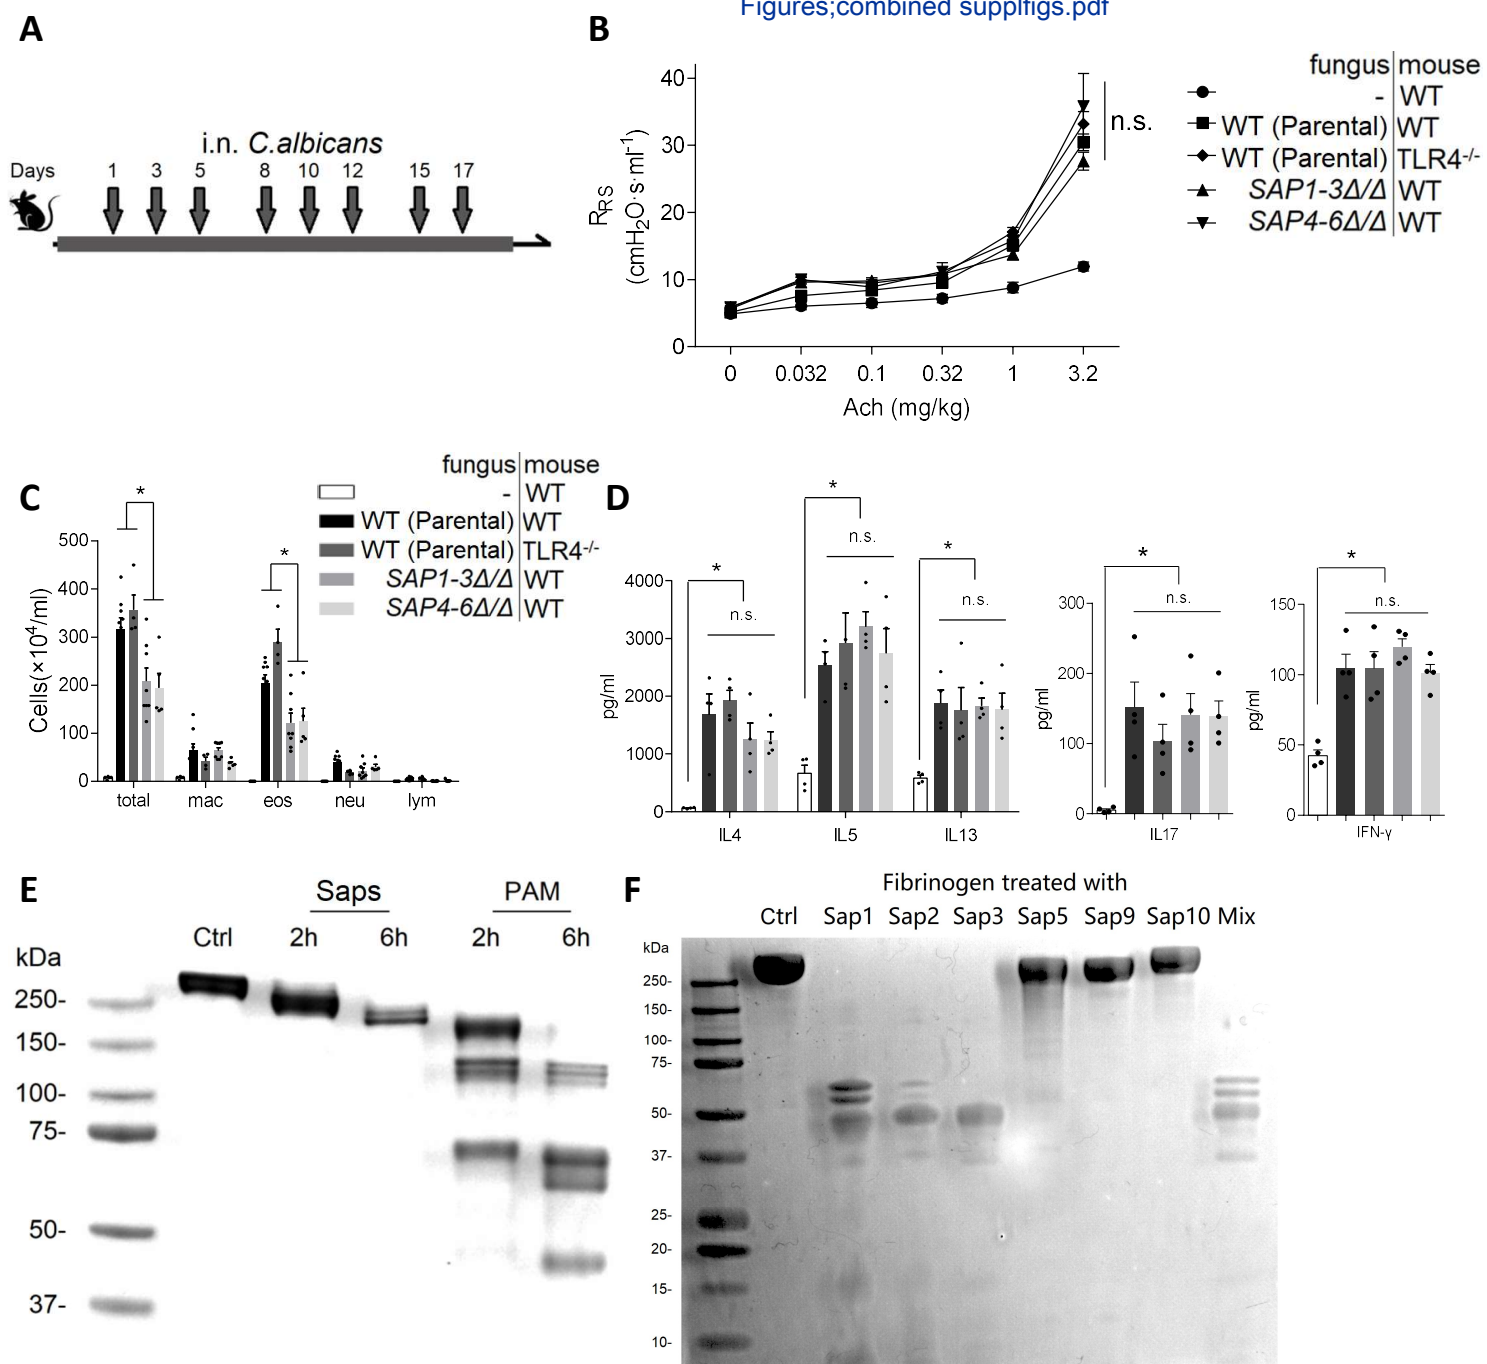 Figures;combined supplfigs.pdf
A
i.n. C.albicans
Days 1 3 5 8 10 12 15 17
B
40
30
20
10
0
RRS
(cmH2O·s·ml-1)
n.s.
0 0.032 0.1 0.32 1 3.2
Ach (mg/kg)
fungus mouse
- WT
WT (Parental) WT
WT (Parental) TLR4-/-
SAP1-3Δ/Δ WT
SAP4-6Δ/Δ WT
C
fungus mouse
- WT
WT (Parental) WT
WT (Parental) TLR4-/-
SAP1-3Δ/Δ WT
SAP4-6Δ/Δ WT
* *
Cells(×10⁴/ml)
500
400
300
200
100
0
total mac eos neu lym
D
* n.s.
* n.s.
* n.s.
pg/ml
4000
3000
2000
1000
0
IL4 IL5 IL13
* n.s.
pg/ml
300
200
100
0
IL17
* n.s.
pg/ml
150
100
50
0
IFN-γ
E
Saps PAM
Ctrl 2h 6h 2h 6h
kDa
250-
150-
100-
75-
50-
37-
F
Fibrinogen treated with
Ctrl Sap1 Sap2 Sap3 Sap5 Sap9 Sap10 Mix
kDa
250-
150-
100-
75-
50-
37-
25-
20-
15-
10-